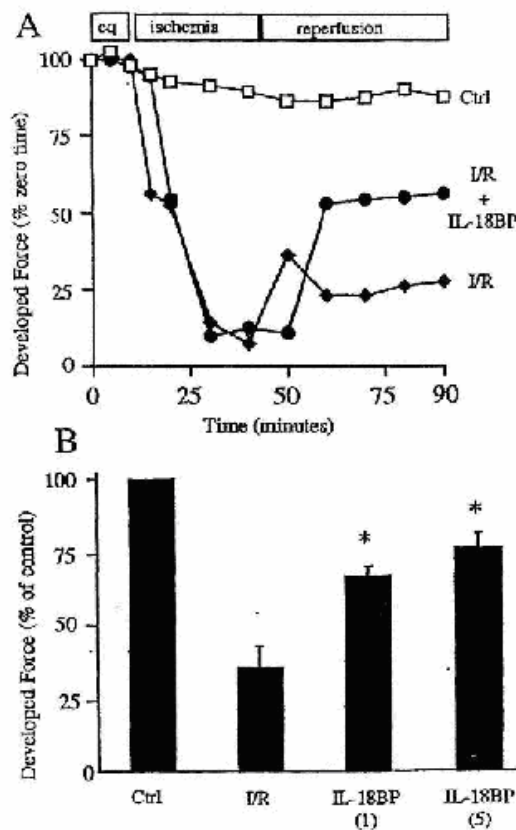 A
eq ischemia reperfusion
100
75
50
25
0
Developed Force (% zero time)
Ctrl
I/R
+
IL-18BP
I/R
0 25 50 75 90
Time (minutes)
B
100
75
50
25
0
Developed Force (% of control)
*
*
Ctrl I/R IL-18BP IL-18BP
(1) (5)